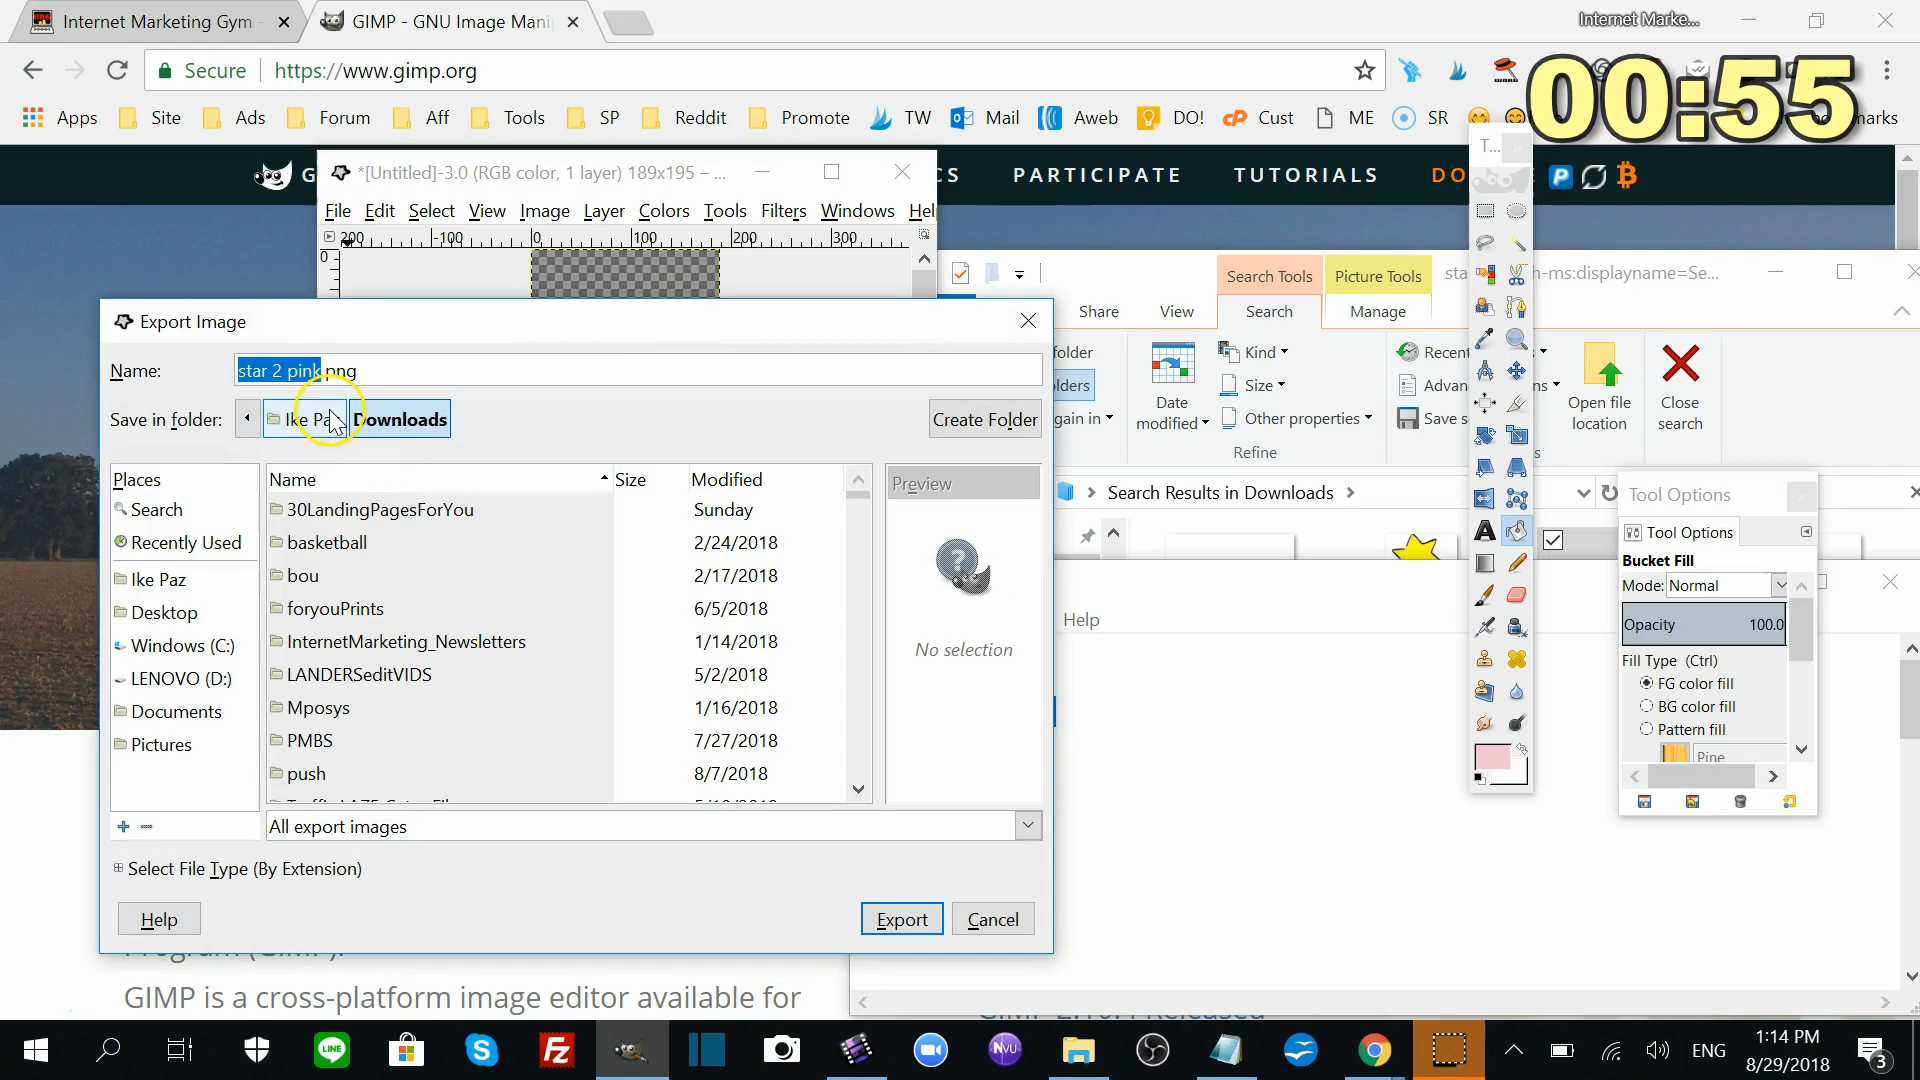 Internet Marketing Gym -
GIMP - GNU Image Mani
Internet Marke...
Secure
https://www.gimp.org
00:55
Apps
Site
Ads
Forum
Aff
Tools
SP
Reddit
Promote
TW
Mail
Aweb
DO!
Cust
ME
SR
PARTICIPATE
TUTORIALS
*[Untitled]-3.0 (RGB color, 1 layer) 189x195 – ...
File Edit Select View Image Layer Colors Tools Filters Windows Help
-100
0
100
200
300
0
Export Image
Name:
star 2 pink.png
Save in folder:
Downloads
Create Folder
Places
Search
Recently Used
Ike Paz
Desktop
Windows (C:)
LENOVO (D:)
Documents
Pictures
Name
Size
Modified
30LandingPagesForYou Sunday
basketball 2/24/2018
bou 2/17/2018
foryouPrints 6/5/2018
InternetMarketing_Newsletters 1/14/2018
LANDERSeditVIDS 5/2/2018
Mposys 1/16/2018
PMBS 7/27/2018
push 8/7/2018
Preview
No selection
All export images
Select File Type (By Extension)
Help
Export
Cancel
GIMP is a cross-platform image editor available for
Search Tools
Picture Tools
Share
View
Search
Manage
Kind
Size
Other properties
Date
modified
Refine
Open file
location
Close
search
Search Results in Downloads
Help
Tool Options
Tool Options
Bucket Fill
Mode: Normal
Opacity 100.0
Fill Type (Ctrl)
FG color fill
BG color fill
Pattern fill
Pine
LINE
NVU
ENG
1:14 PM
8/29/2018
3